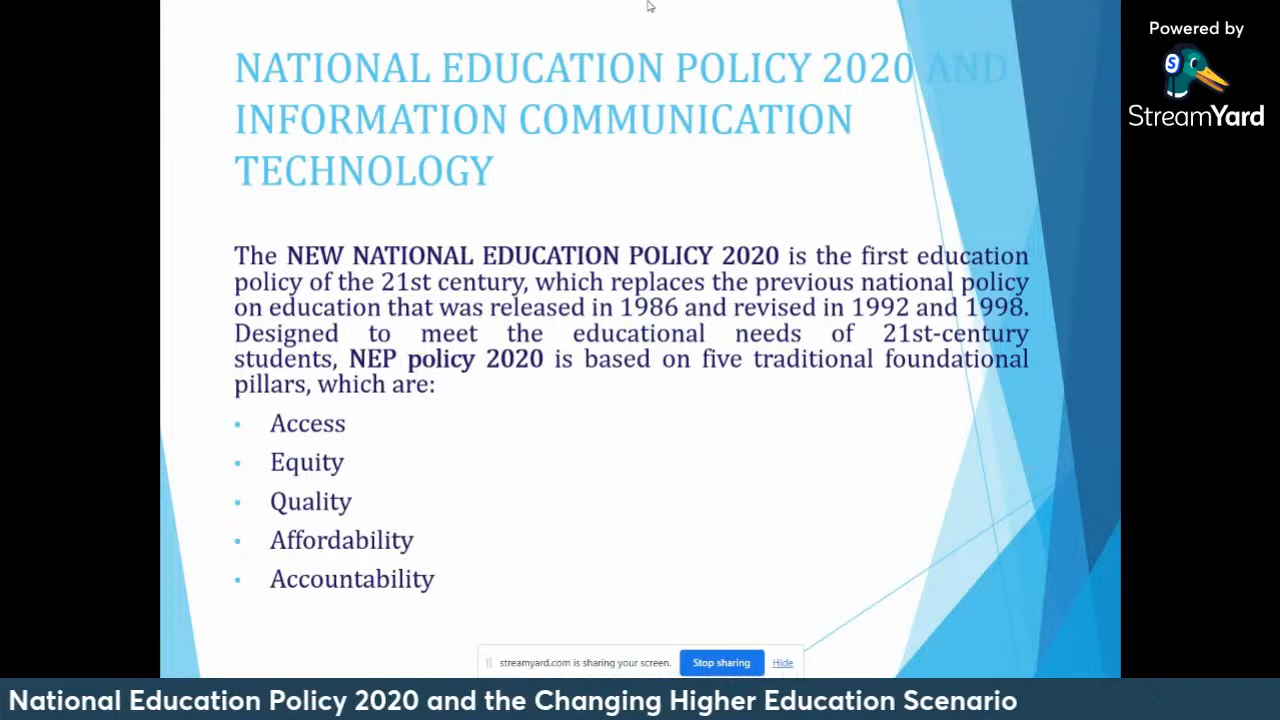 NATIONAL EDUCATION POLICY 2020 AND
INFORMATION COMMUNICATION
TECHNOLOGY
The NEW NATIONAL EDUCATION POLICY 2020 is the first education
policy of the 21st century, which replaces the previous national policy
on education that was released in 1986 and revised in 1992 and 1998.
Designed to meet the educational needs of 21st-century
students, NEP policy 2020 is based on five traditional foundational
pillars, which are:
• Access
• Equity
• Quality
• Affordability
• Accountability
Powered by
S
StreamYard
streamyard.com is sharing your screen.
Stop sharing
Hide
National Education Policy 2020 and the Changing Higher Education Scenario